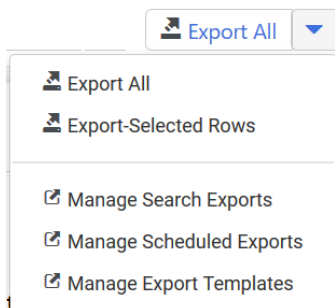 Export All
Export All
Export-Selected Rows
Manage Search Exports
Manage Scheduled Exports
Manage Export Templates